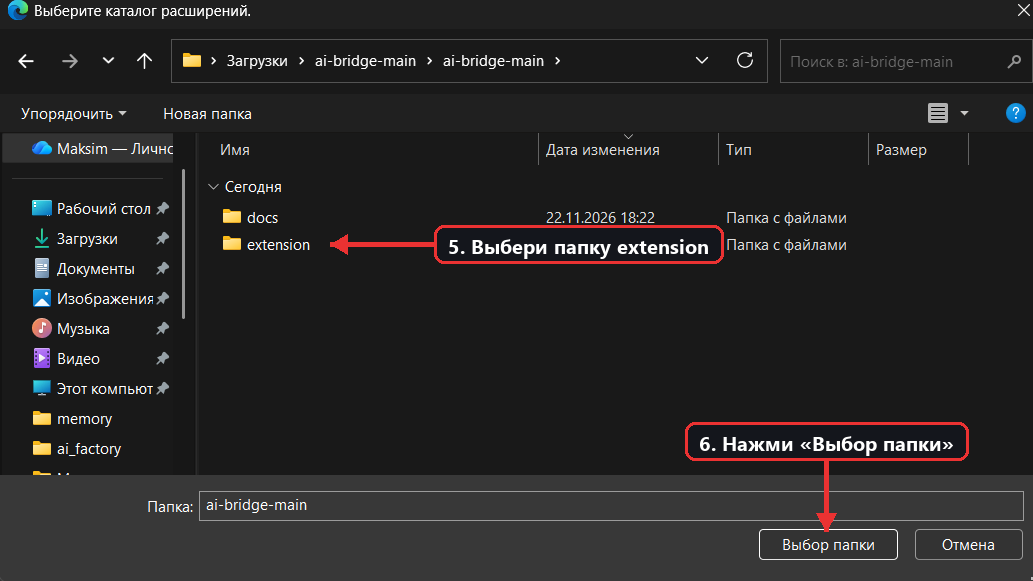 Выберите каталог расширений.
Загрузки ai-bridge-main ai-bridge-main
Поиск в: ai-bridge-main
Упорядочить Новая папка
?
Maksim — Лично
Рабочий стол
Загрузки
Документы
Изображения
Музыка
Видео
Этот компьют
memory
ai_factory
Имя Дата изменения Тип Размер
Сегодня
docs 22.11.2026 18:22 Папка с файлами
extension Папка с файлами
5. Выбери папку extension
6. Нажми «Выбор папки»
Папка: ai-bridge-main
Выбор папки Отмена